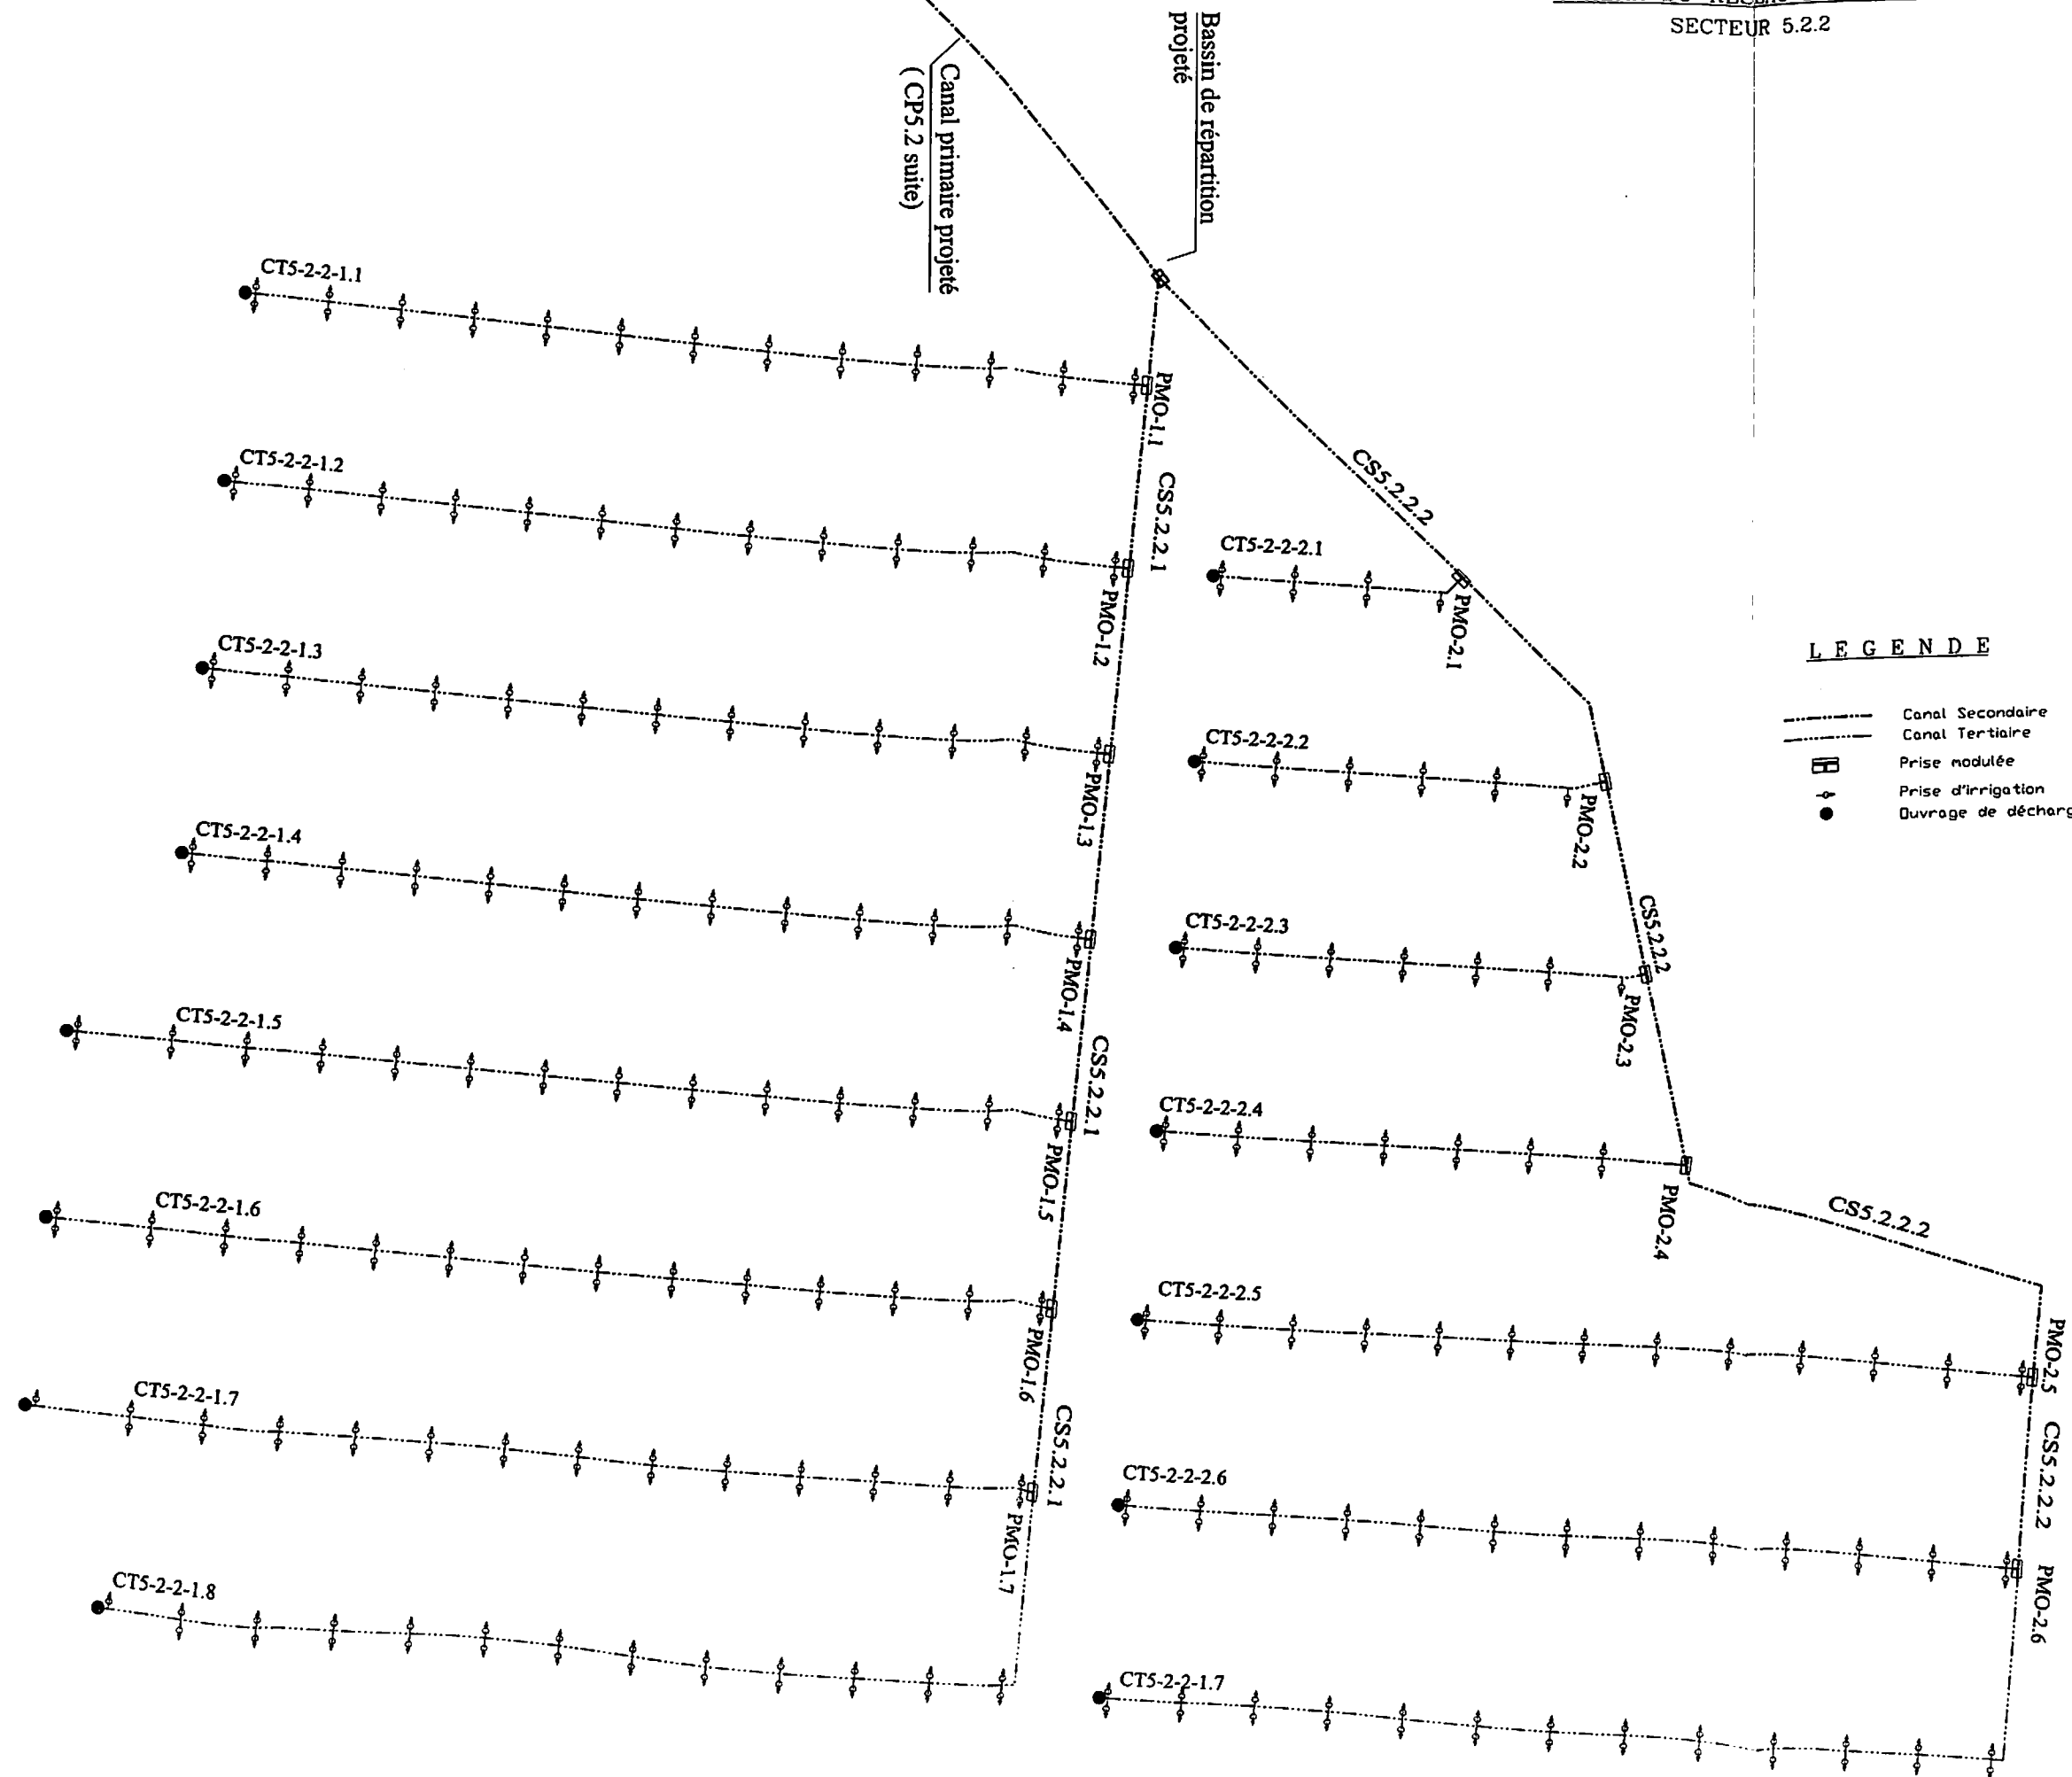 SECTEUR 5.2.2
Bassin de répartition
projeté
Canal primaire projeté
( CP5.2 suite)
CT5-2-2-1.1
PMO-1.1
CS5.2.2.1
CS5.2.2.2
CT5-2-2-1.2
PMO-1.2
CT5-2-2-2.1
PMO-2.1
CT5-2-2-1.3
PMO-1.3
CT5-2-2-2.2
PMO-2.2
L E G E N D E
Canal Secondaire
Canal Tertiaire
Prise modulée
Prise d'irrigation
Ouvrage de décharg
CT5-2-2-1.4
PMO-1.4
CT5-2-2-2.3
CS5.2.2.2
PMO-2.3
CT5-2-2-1.5
CS5.2.2.1
PMO-1.5
CT5-2-2-2.4
PMO-2.4
CS5.2.2.2
CT5-2-2-1.6
PMO-1.6
CT5-2-2-2.5
PMO-2.5
CT5-2-2-1.7
CS5.2.2.1
PMO-1.7
CT5-2-2-2.6
CS5.2.2.2
PMO-2.6
CT5-2-2-1.8
CT5-2-2-1.7